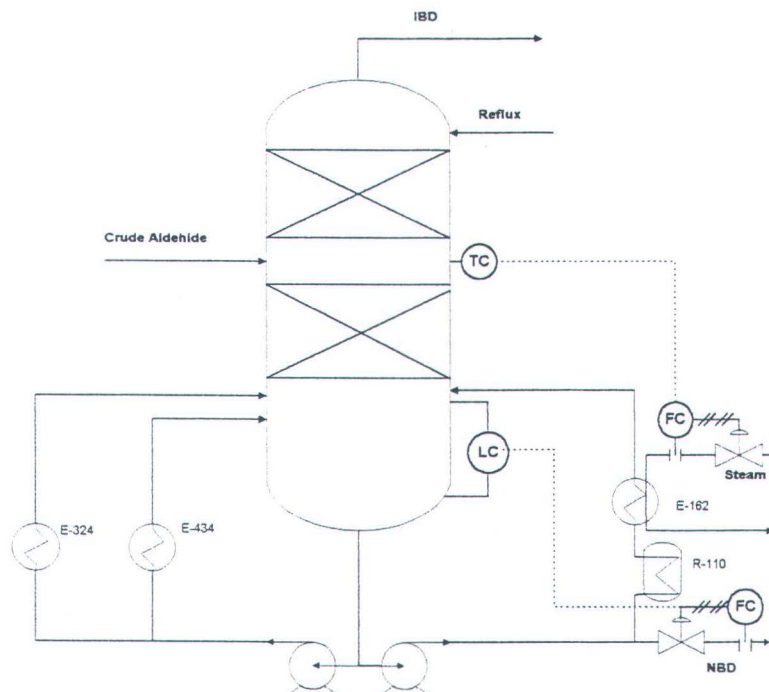 IBD
Reflux
Crude Aldehide
TC
FC
LC
Steam
E-324
E-434
E-162
R-110
FC
NBD